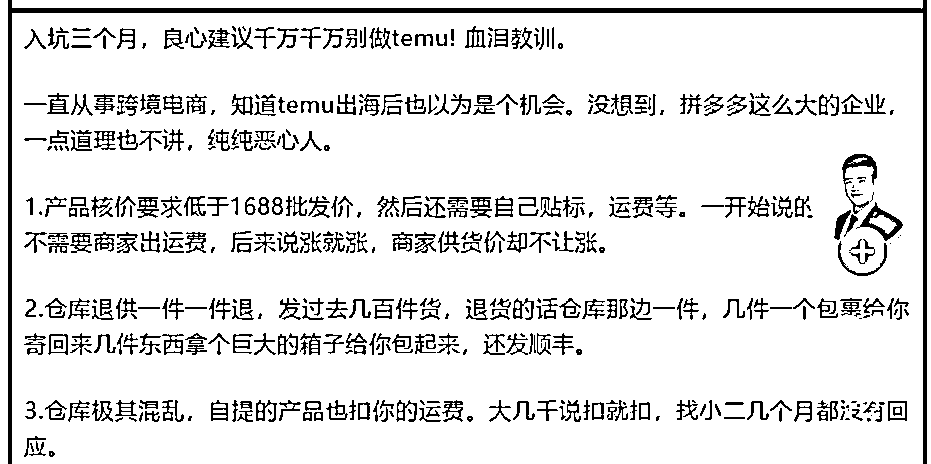 入坑三个月，良心建议千万千万别做temu! 血泪教训。
一直从事跨境电商，知道temu出海后也以为是个机会。没想到，拼多多这么大的企业，
一点道理也不讲，纯纯恶心人。
1.产品核价要求低于1688批发价，然后还需要自己贴标，运费等。一开始说的
不需要商家出运费，后来说涨就涨，商家供货价却不让涨。
2.仓库退供一件一件退，发过去几百件货，退货的话仓库那边一件，几件一个包裹给你
寄回来几件东西拿个巨大的箱子给你包起来，还发顺丰。
3.仓库极其混乱，自提的产品也扣你的运费。大几千说扣就扣，找小二几个月都没有回
应。